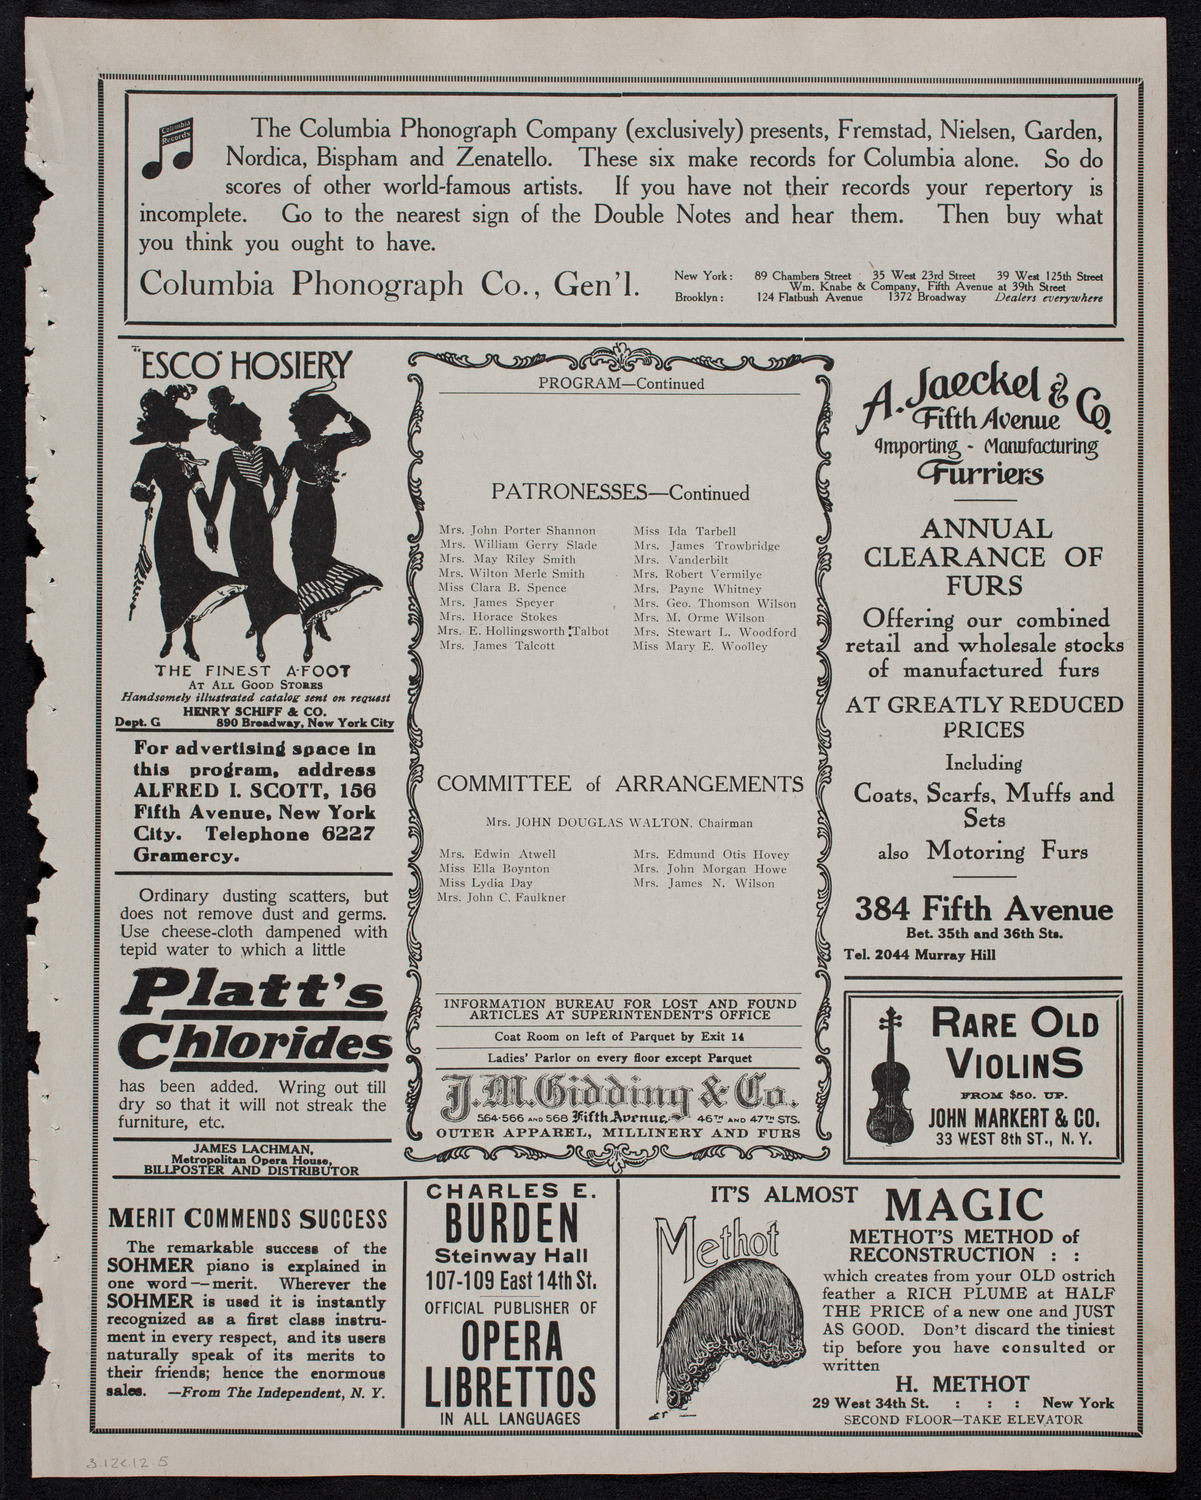 Columbia
Records
The Columbia Phonograph Company (exclusively) presents, Fremstad, Nielsen, Garden,
Nordica, Bispham and Zenatello. These six make records for Columbia alone. So do
scores of other world-famous artists. If you have not their records your repertory is
incomplete. Go to the nearest sign of the Double Notes and hear them. Then buy what
you think you ought to have.
Columbia Phonograph Co., Gen'l.
New York: 89 Chambers Street 35 West 23rd Street 39 West 125th Street
Wm. Knabe & Company, Fifth Avenue at 39th Street
Brooklyn: 124 Flatbush Avenue 1372 Broadway Dealers everywhere
"ESCO" HOSIERY
THE FINEST A-FOOT
AT ALL GOOD STORES
Handsomely illustrated catalog sent on request
HENRY SCHIFF & CO.
Dept. G 890 Broadway, New York City
For advertising space in
this program, address
ALFRED I. SCOTT, 156
Fifth Avenue, New York
City. Telephone 6227
Gramercy.
Ordinary dusting scatters, but
does not remove dust and germs.
Use cheese-cloth dampened with
tepid water to which a little
Platt's
Chlorides
has been added. Wring out till
dry so that it will not streak the
furniture, etc.
JAMES LACHMAN,
Metropolitan Opera House,
BILLPOSTER AND DISTRIBUTOR
PROGRAM—Continued
PATRONESSES—Continued
Mrs. John Porter Shannon
Mrs. William Gerry Slade
Mrs. May Riley Smith
Mrs. Wilton Merle Smith
Miss Clara B. Spence
Mrs. James Speyer
Mrs. Horace Stokes
Mrs. E. Hollingsworth Talbot
Mrs. James Talcott
Miss Ida Tarbell
Mrs. James Trowbridge
Mrs. Vanderbilt
Mrs. Robert Vermilye
Mrs. Payne Whitney
Mrs. Geo. Thomson Wilson
Mrs. M. Orme Wilson
Mrs. Stewart L. Woodford
Miss Mary E. Woolley
COMMITTEE of ARRANGEMENTS
Mrs. JOHN DOUGLAS WALTON, Chairman
Mrs. Edwin Atwell
Miss Ella Boynton
Miss Lydia Day
Mrs. John C. Faulkner
Mrs. Edmund Otis Hovey
Mrs. John Morgan Howe
Mrs. James N. Wilson
INFORMATION BUREAU FOR LOST AND FOUND
ARTICLES AT SUPERINTENDENT'S OFFICE
Coat Room on left of Parquet by Exit 14
Ladies' Parlor on every floor except Parquet
J.M. Gidding & Co.
564-566 AND 568 Fifth Avenue, 46TH AND 47TH STS.
OUTER APPAREL, MILLINERY AND FURS
A. Jaeckel & Co.
Fifth Avenue
Importing - Manufacturing
Furriers
ANNUAL
CLEARANCE OF
FURS
Offering our combined
retail and wholesale stocks
of manufactured furs
AT GREATLY REDUCED
PRICES
Including
Coats, Scarfs, Muffs and
Sets
also Motoring Furs
384 Fifth Avenue
Bet. 35th and 36th Sts.
Tel. 2044 Murray Hill
RARE OLD
VIOLINS
FROM $50. UP.
JOHN MARKERT & CO.
33 WEST 8th ST., N. Y.
MERIT COMMENDS SUCCESS
The remarkable success of the
SOHMER piano is explained in
one word—merit. Wherever the
SOHMER is used it is instantly
recognized as a first class instru-
ment in every respect, and its users
naturally speak of its merits to
their friends; hence the enormous
sales. —From The Independent, N. Y.
CHARLES E.
BURDEN
Steinway Hall
107-109 East 14th St.
OFFICIAL PUBLISHER OF
OPERA
LIBRETTOS
IN ALL LANGUAGES
IT'S ALMOST MAGIC
Methot
METHOT'S METHOD of
RECONSTRUCTION : :
which creates from your OLD ostrich
feather a RICH PLUME at HALF
THE PRICE of a new one and JUST
AS GOOD. Don't discard the tiniest
tip before you have consulted or
written
H. METHOT
29 West 34th St. : : : New York
SECOND FLOOR—TAKE ELEVATOR